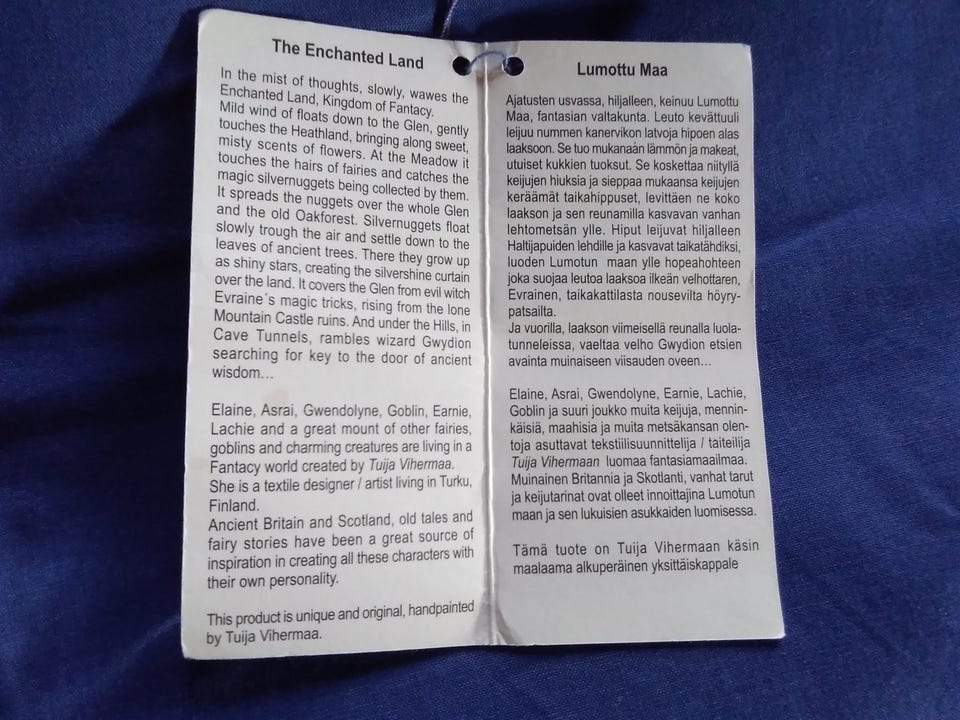 The Enchanted Land
In the mist of thoughts, slowly, wawes the
Enchanted Land, Kingdom of Fantacy.
Mild wind of floats down to the Glen, gently
touches the Heathland, bringing along sweet,
misty scents of flowers. At the Meadow it
touches the hairs of fairies and catches the
magic silvernuggets being collected by them.
It spreads the nuggets over the whole Glen
and the old Oakforest. Silvernuggets float
slowly trough the air and settle down to the
leaves of ancient trees. There they grow up
as shiny stars, creating the silvershine curtain
over the land. It covers the Glen from evil witch
Evraine´s magic tricks, rising from the lone
Mountain Castle ruins. And under the Hills, in
Cave Tunnels, rambles wizard Gwydion
searching for key to the door of ancient
wisdom...
Elaine, Asrai, Gwendolyne, Goblin, Earnie,
Lachie and a great mount of other fairies,
goblins and charming creatures are living in a
Fantacy world created by Tuija Vihermaa.
She is a textile designer / artist living in Turku,
Finland.
Ancient Britain and Scotland, old tales and
fairy stories have been a great source of
inspiration in creating all these characters with
their own personality.
This product is unique and original, handpainted
by Tuija Vihermaa.
Lumottu Maa
Ajatusten usvassa, hiljalleen, keinuu Lumottu
Maa, fantasian valtakunta. Leuto kevättuuli
leijuu nummen kanervikon latvoja hipoen alas
laaksoon. Se tuo mukanaan lämmön ja makeat,
utuiset kukkien tuoksut. Se koskettaa niityllä
keijujen hiuksia ja sieppaa mukaansa keijujen
keräämät taikahippuset, levittäen ne koko
laakson ja sen reunamilla kasvavan vanhan
lehtometsän ylle. Hiput leijuvat hiljalleen
Haltijapuiden lehdille ja kasvavat taikatähdiksi,
luoden Lumotun maan ylle hopeahohteen
joka suojaa leutoa laaksoa ilkeän velhottaren,
Evrainen, taikakattilasta nousevilta höyry-
patsailta.
Ja vuorilla, laakson viimeisellä reunalla luola-
tunneleissa, vaeltaa velho Gwydion etsien
avainta muinaiseen viisauden oveen...
Elaine, Asrai, Gwendolyne, Earnie, Lachie,
Goblin ja suuri joukko muita keijuja, mennin-
käisiä, maahisia ja muita metsäkansan olen-
toja asuttavat tekstiilisuunnittelija / taiteilija
Tuija Vihermaan luomaa fantasiamaailmaa.
Muinainen Britannia ja Skotlanti, vanhat tarut
ja keijutarinat ovat olleet innoittajina Lumotun
maan ja sen lukuisien asukkaiden luomisessa.
Tämä tuote on Tuija Vihermaan käsin
maalaama alkuperäinen yksittäiskappale